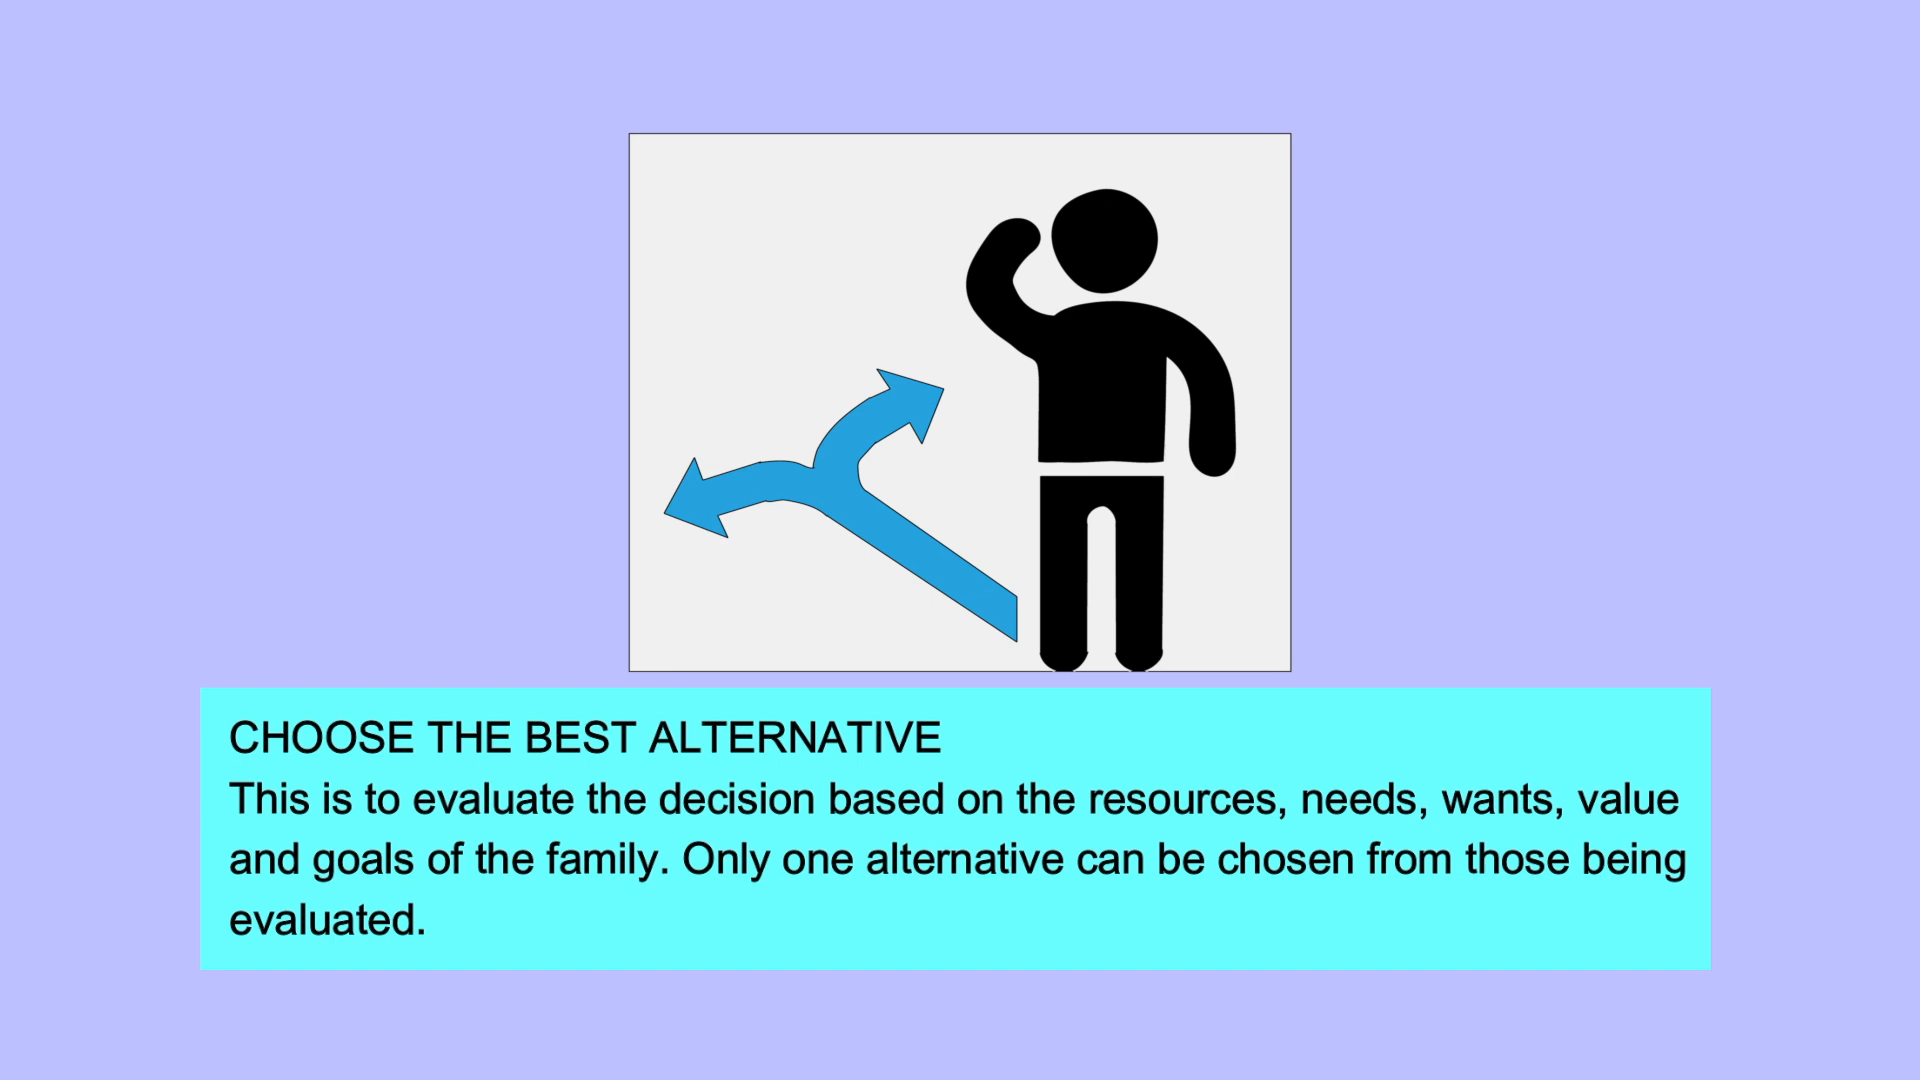 CHOOSE THE BEST ALTERNATIVE
This is to evaluate the decision based on the resources, needs, wants, value
and goals of the family. Only one alternative can be chosen from those being
evaluated.